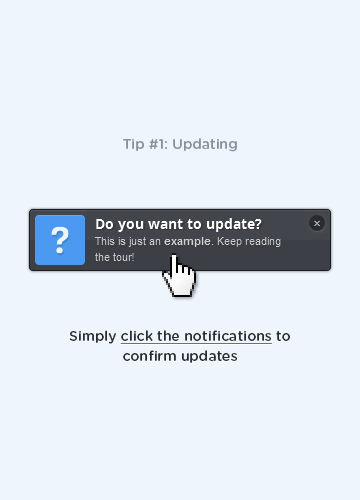 Tip #1: Updating
?
Do you want to update?
This is just an example. Keep reading
the tour!
Simply click the notifications to
confirm updates